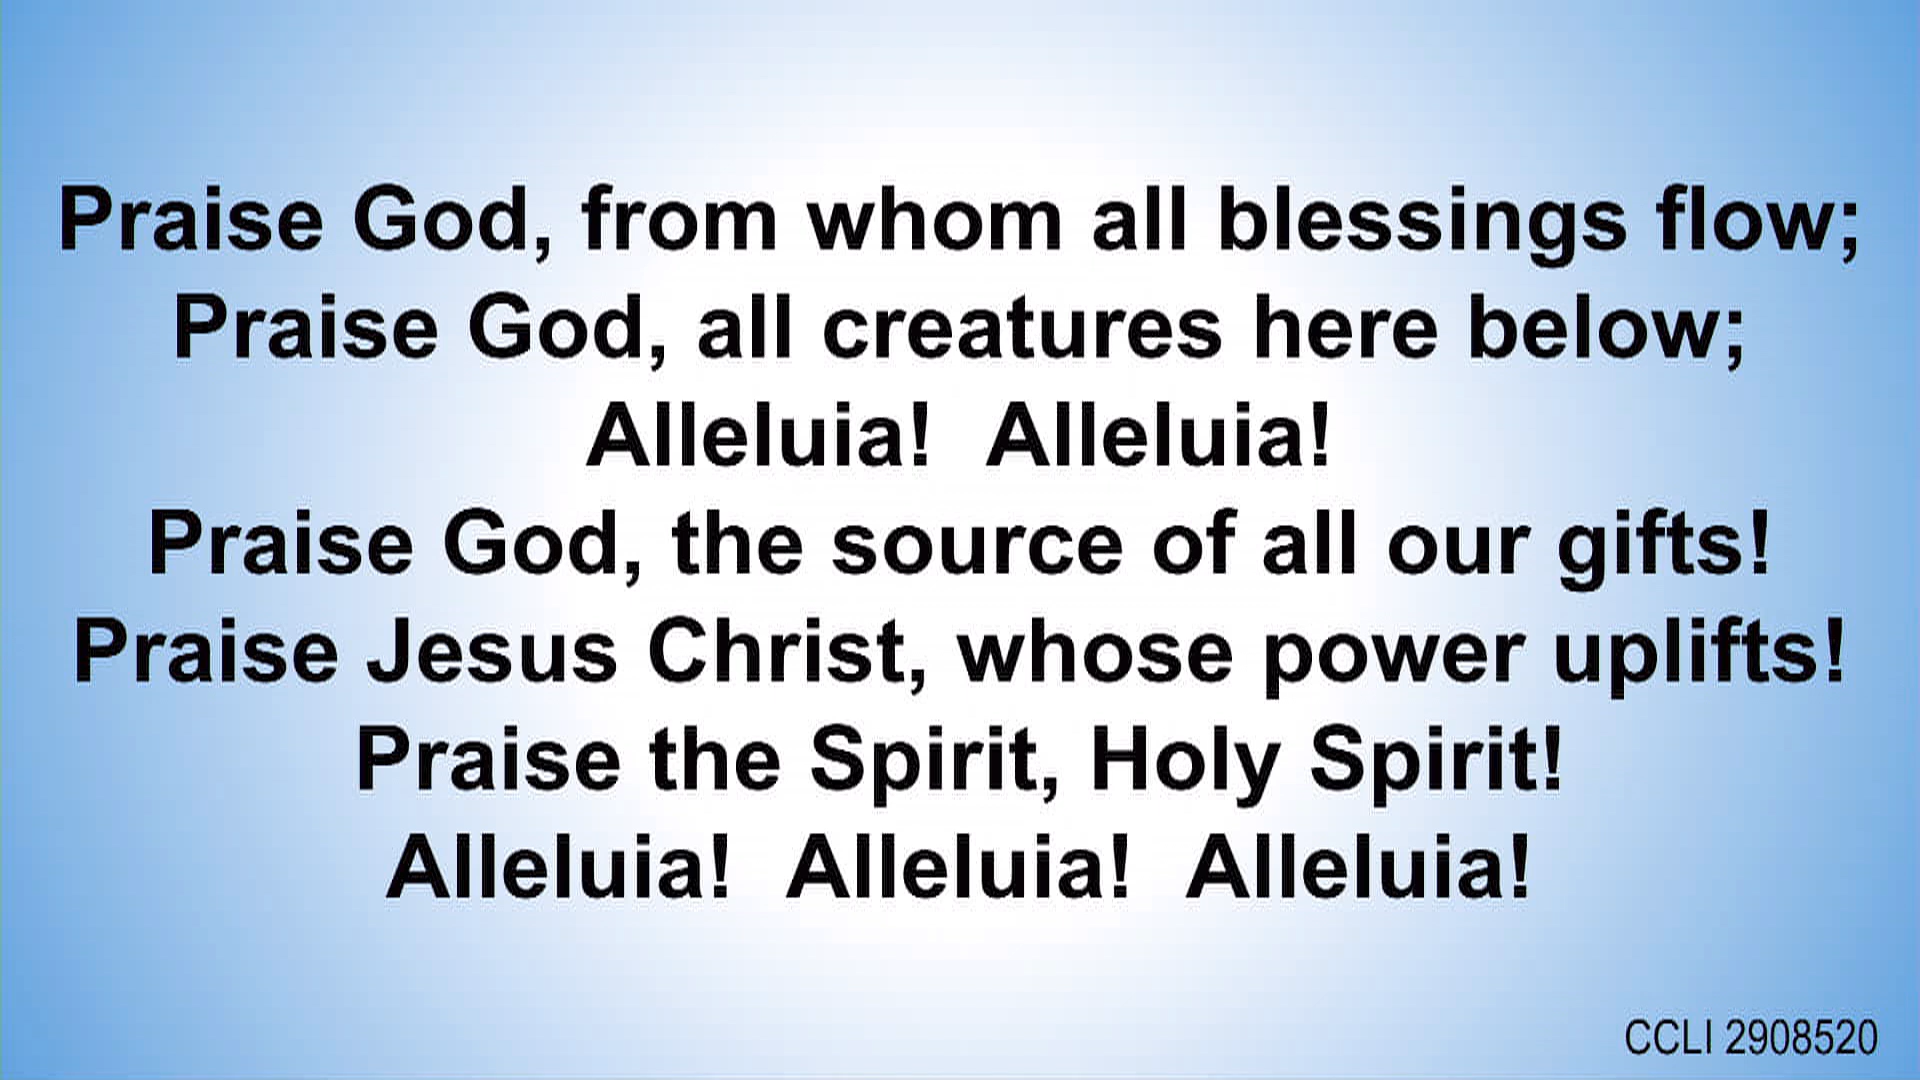 Praise God, from whom all blessings flow;
Praise God, all creatures here below;
Alleluia!  Alleluia!
Praise God, the source of all our gifts!
Praise Jesus Christ, whose power uplifts!
Praise the Spirit, Holy Spirit!
Alleluia!  Alleluia!  Alleluia!
CCLI 2908520